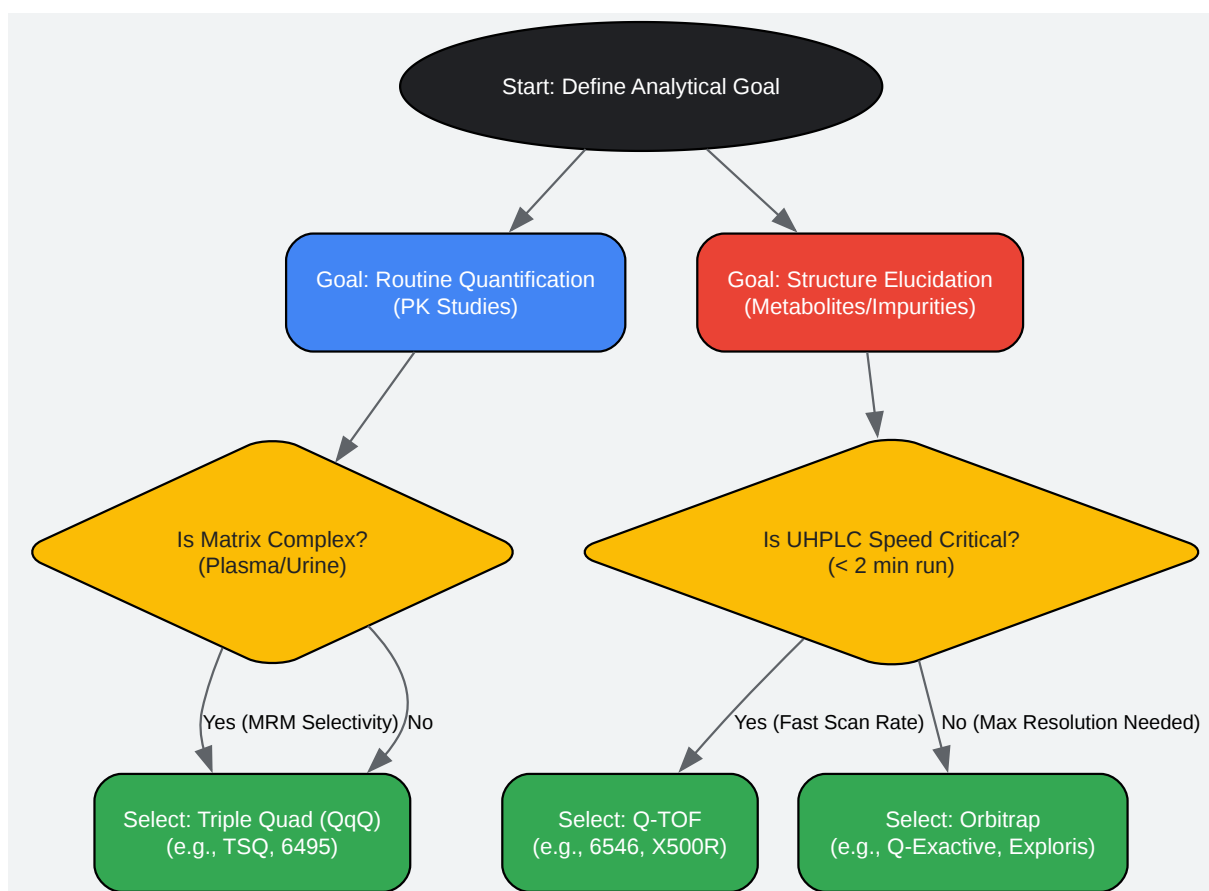 Start: Define Analytical Goal
Goal: Routine Quantification
(PK Studies)
Goal: Structure Elucidation
(Metabolites/Impurities)
Is Matrix Complex?
(Plasma/Urine)
Is UHPLC Speed Critical?
(< 2 min run)
Yes (MRM Selectivity)
No
Yes (Fast Scan Rate)
No (Max Resolution Needed)
Select: Triple Quad (QqQ)
(e.g., TSQ, 6495)
Select: Q-TOF
(e.g., 6546, X500R)
Select: Orbitrap
(e.g., Q-Exactive, Exploris)